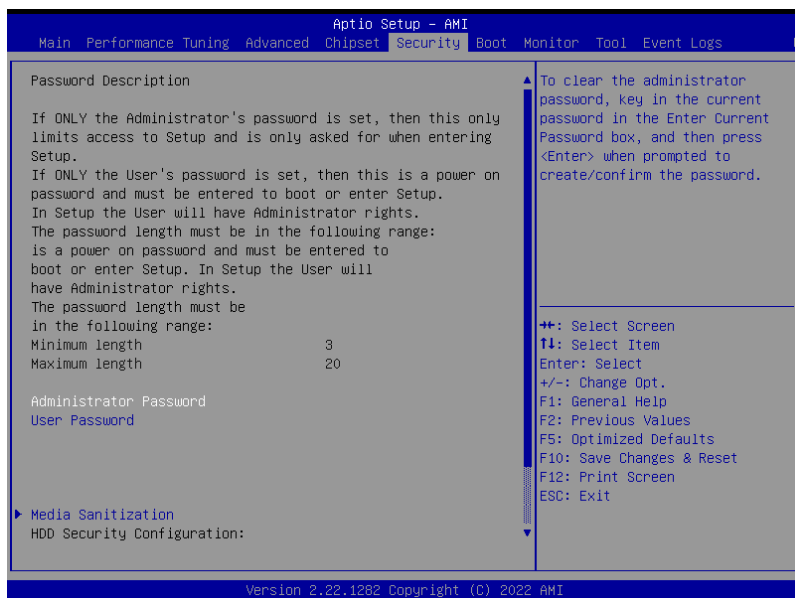 Aptio Setup – AMI
Main Performance Tuning Advanced Chipset Security Boot Monitor Tool Event Logs
Password Description
If ONLY the Administrator's password is set, then this only
limits access to Setup and is only asked for when entering
Setup.
If ONLY the User's password is set, then this is a power on
password and must be entered to boot or enter Setup.
In Setup the User will have Administrator rights.
The password length must be in the following range:
is a power on password and must be entered to
boot or enter Setup. In Setup the User will
have Administrator rights.
The password length must be
in the following range:
Minimum length 3
Maximum length 20
Administrator Password
User Password
Media Sanitization
HDD Security Configuration:
To clear the administrator
password, key in the current
password in the Enter Current
Password box, and then press
<Enter> when prompted to
create/confirm the password.
→←: Select Screen
↑↓: Select Item
Enter: Select
+/-: Change Opt.
F1: General Help
F2: Previous Values
F5: Optimized Defaults
F10: Save Changes & Reset
F12: Print Screen
ESC: Exit
Version 2.22.1282 Copyright (C) 2022 AMI